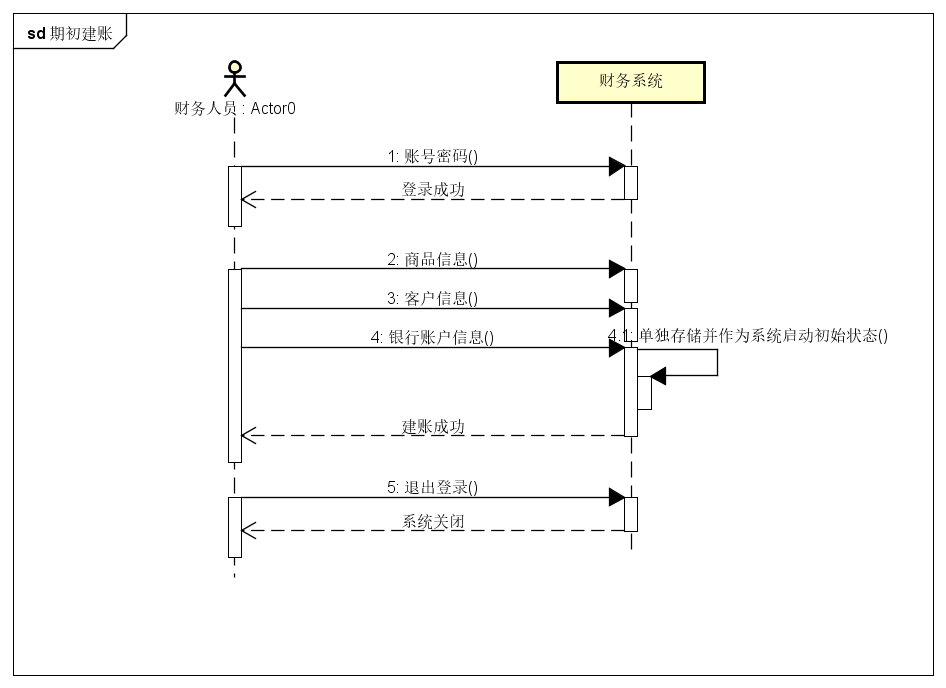 sd 期初建账
财务人员 : Actor0
财务系统
1: 账号密码()
登录成功
2: 商品信息()
3: 客户信息()
4: 银行账户信息()
4.1: 单独存储并作为系统启动初始状态()
建账成功
5: 退出登录()
系统关闭